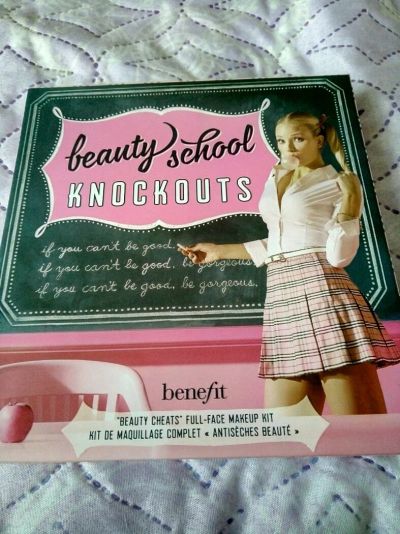 beauty school
KNOCKOUTS
if you can't be good,
if you can't be good, be gorgeous
if you can't be good, be gorgeous.
benefit
"BEAUTY CHEATS" FULL-FACE MAKEUP KIT
KIT DE MAQUILLAGE COMPLET « ANTISÈCHES BEAUTÉ »